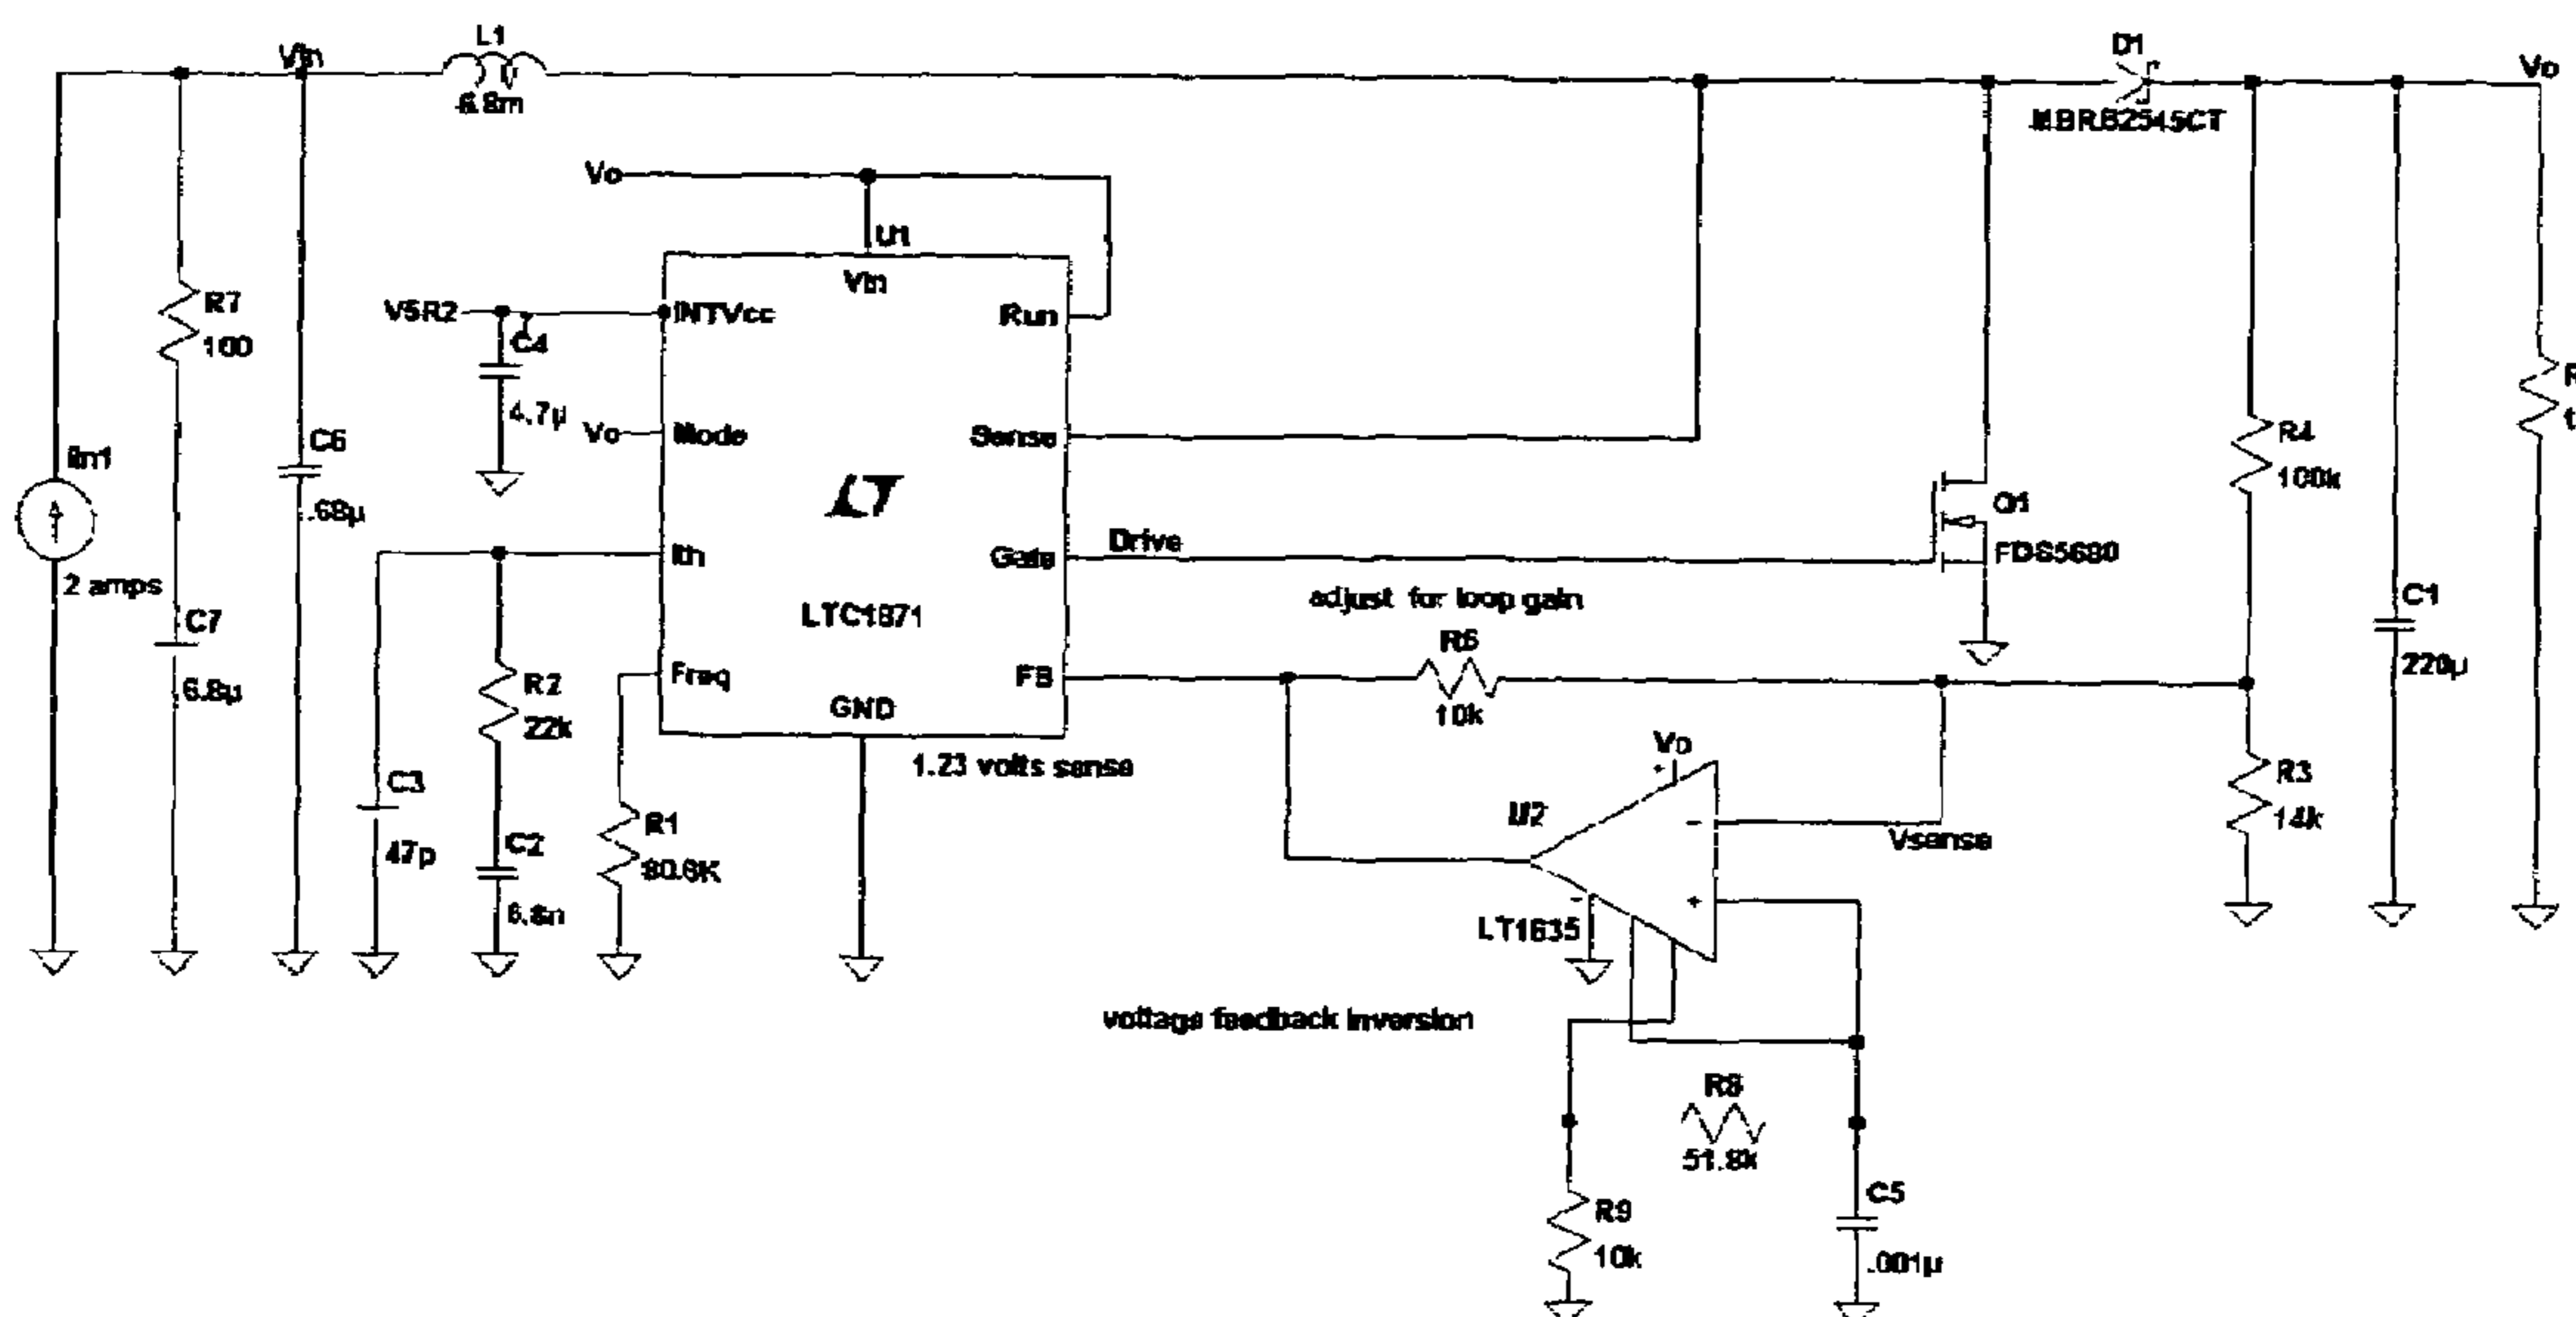 Vin
L1
6.8m
D1
MBRB2545CT
Vo
Vo
U1
Vin
R7
100
V5R2
INTVcc
Run
C4
4.7µ
Vo
Mode
Sense
C6
.68µ
Iin1
2 amps
R4
100k
Q1
FDS5680
Ith
Gate
Drive
LTC1871
adjust for loop gain
C7
6.8µ
R2
22k
Freq
FB
R6
10k
C1
220µ
GND
1.23 volts sense
Vo
+
R3
14k
C3
47p
C2
6.8n
R1
80.6K
U2
-
Vsense
+
-
LT1635
voltage feedback inversion
R8
51.8k
R9
10k
C5
.001µ